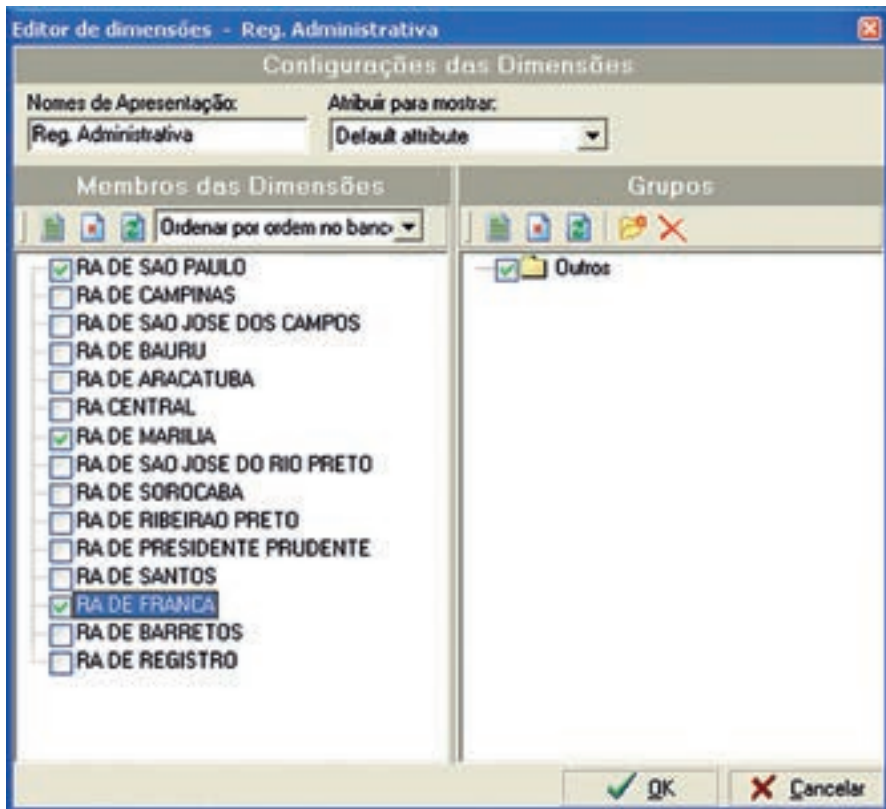 Editor de dimensões - Reg. Administrativa
Configurações das Dimensões
Nomes de Apresentação:
Atribuir para mostrar:
Reg. Administrativa
Default attribute
Membros das Dimensões
Grupos
Ordenar por ordem no banc
RA DE SAO PAULO
RA DE CAMPINAS
RA DE SAO JOSE DOS CAMPOS
RA DE BAURU
RA DE ARACATUBA
RA CENTRAL
RA DE MARILIA
RA DE SAO JOSE DO RIO PRETO
RA DE SOROCABA
RA DE RIBEIRAO PRETO
RA DE PRESIDENTE PRUDENTE
RA DE SANTOS
RA DE FRANCA
RA DE BARRETOS
RA DE REGISTRO
Outros
OK
Cancelar